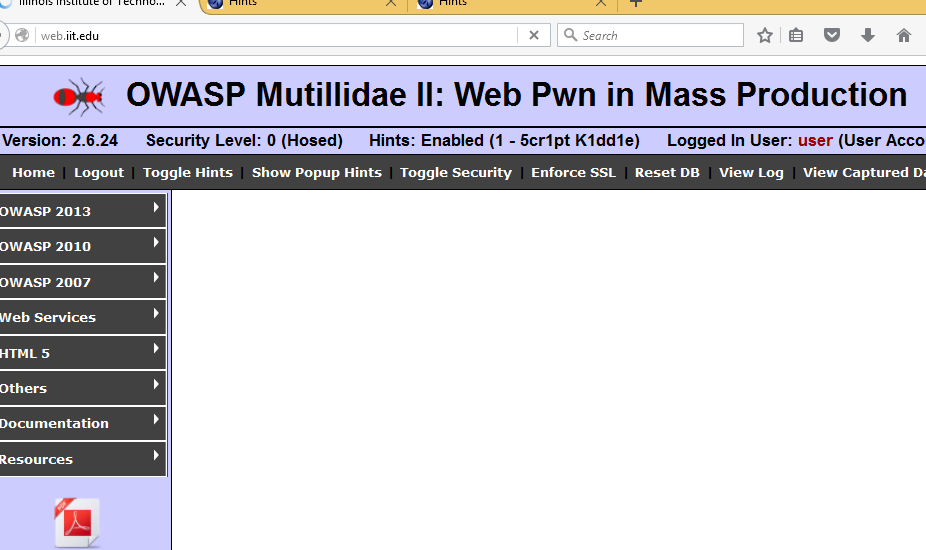 Illinois Institute of Techno... Hints Hints
web.iit.edu Search
OWASP Mutillidae II: Web Pwn in Mass Production
Version: 2.6.24 Security Level: 0 (Hosed) Hints: Enabled (1 - 5cr1pt K1dd1e) Logged In User: user (User Acco
Home | Logout | Toggle Hints | Show Popup Hints | Toggle Security | Enforce SSL | Reset DB | View Log | View Captured Da
OWASP 2013
OWASP 2010
OWASP 2007
Web Services
HTML 5
Others
Documentation
Resources